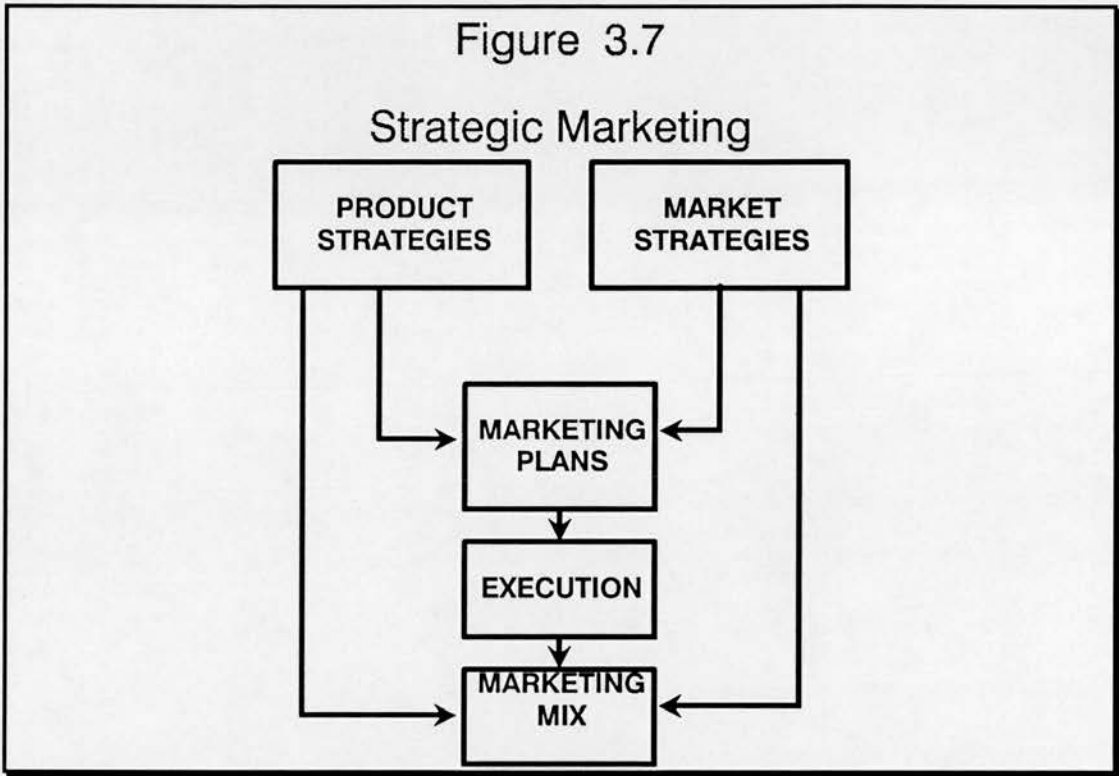 Figure 3.7
Strategic Marketing
PRODUCT
STRATEGIES
MARKET
STRATEGIES
MARKETING
PLANS
EXECUTION
MARKETING
MIX